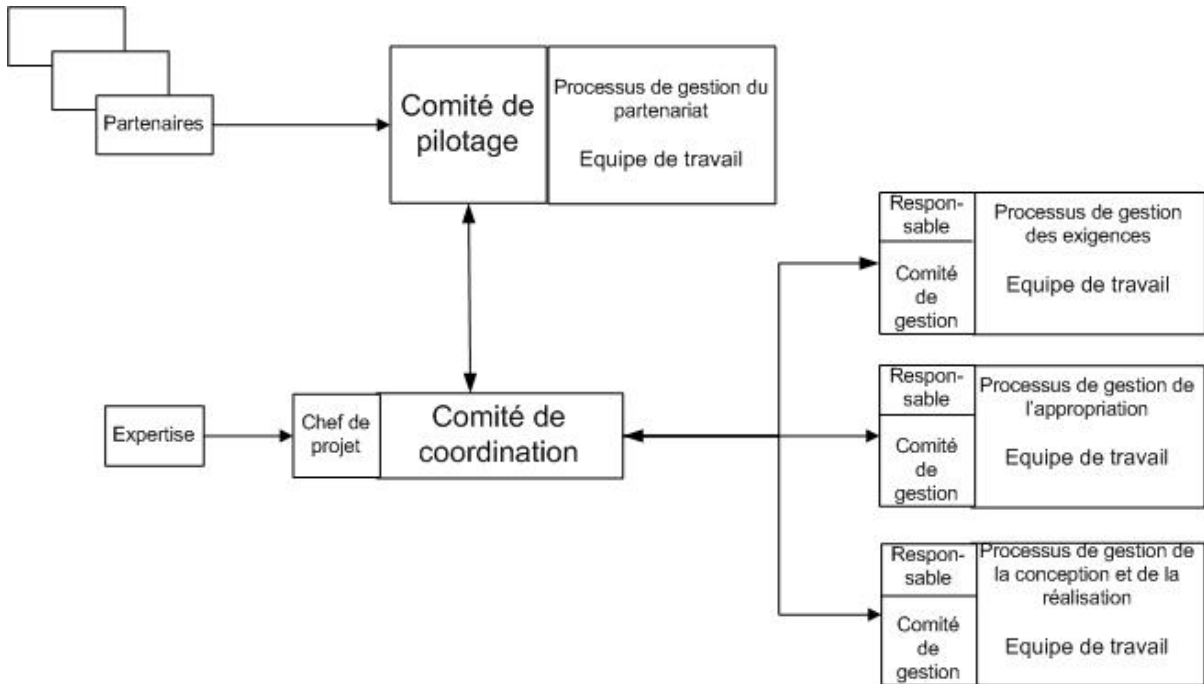 Partenaires
Comité de
pilotage
Processus de gestion du
partenariat
Equipe de travail
Respon-
sable
Comité
de
gestion
Processus de gestion
des exigences
Equipe de travail
Expertise
Chef de
projet
Comité de
coordination
Respon-
sable
Comité
de
gestion
Processus de gestion de
l'appropriation
Equipe de travail
Respon-
sable
Comité
de
gestion
Processus de gestion de
la conception et de la
réalisation
Equipe de travail